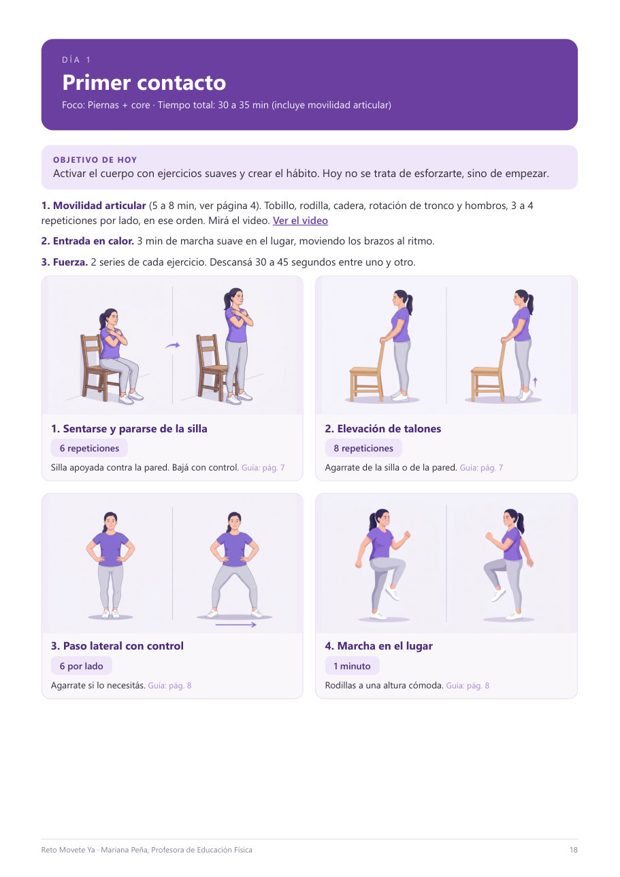 DÍA 1
Primer contacto
Foco: Piernas + core · Tiempo total: 30 a 35 min (incluye movilidad articular)
OBJETIVO DE HOY
Activar el cuerpo con ejercicios suaves y crear el hábito. Hoy no se trata de esforzarte, sino de empezar.
1. Movilidad articular (5 a 8 min, ver página 4). Tobillo, rodilla, cadera, rotación de tronco y hombros, 3 a 4
repeticiones por lado, en ese orden. Mirá el video. Ver el video
2. Entrada en calor. 3 min de marcha suave en el lugar, moviendo los brazos al ritmo.
3. Fuerza. 2 series de cada ejercicio. Descansá 30 a 45 segundos entre uno y otro.
1. Sentarse y pararse de la silla
6 repeticiones
Silla apoyada contra la pared. Bajá con control. Guía: pág. 7
2. Elevación de talones
8 repeticiones
Agarrate de la silla o de la pared. Guía: pág. 7
3. Paso lateral con control
6 por lado
Agarrate si lo necesitás. Guía: pág. 8
4. Marcha en el lugar
1 minuto
Rodillas a una altura cómoda. Guía: pág. 8
Reto Movete Ya · Mariana Peña, Profesora de Educación Física
18